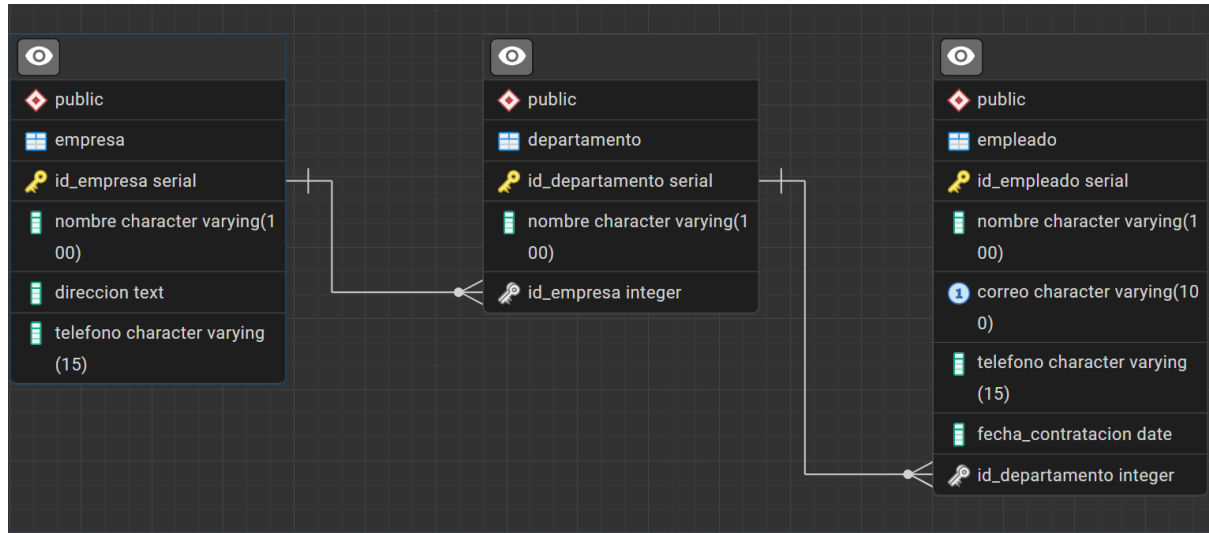 public
empresa
id_empresa serial
nombre character varying(1
00)
direccion text
telefono character varying
(15)
public
departamento
id_departamento serial
nombre character varying(1
00)
id_empresa integer
public
empleado
id_empleado serial
nombre character varying(1
00)
1
correo character varying(10
0)
telefono character varying
(15)
fecha_contratacion date
id_departamento integer